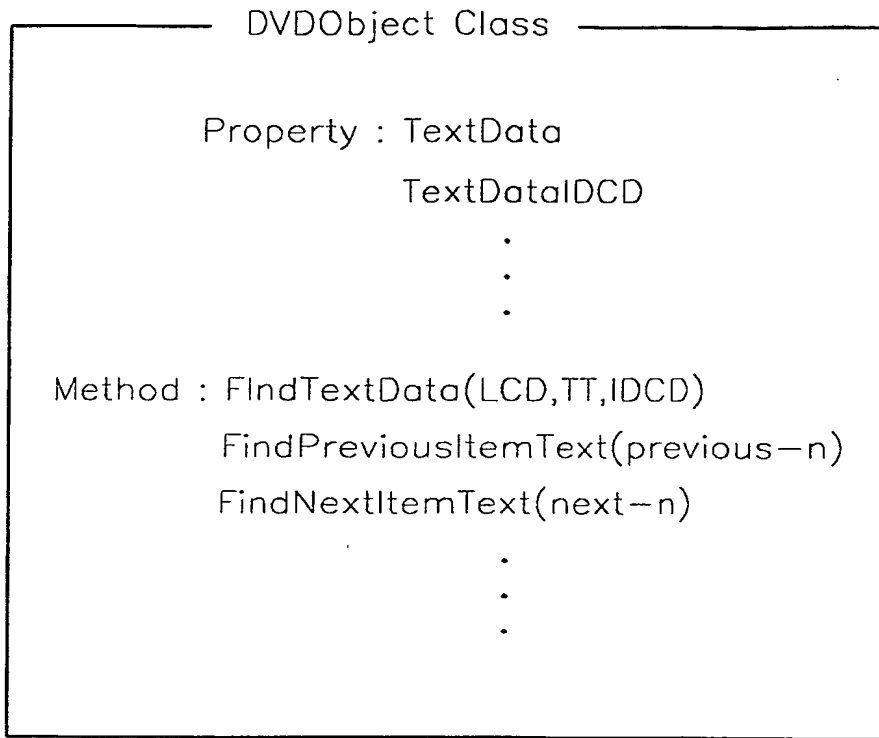 DVDObject Class
Property : TextData
TextDataIDCD
.
.
.
Method : FIndTextData(LCD,TT,IDCD)
FindPreviousItemText(previous-n)
FindNextItemText(next-n)
.
.
.